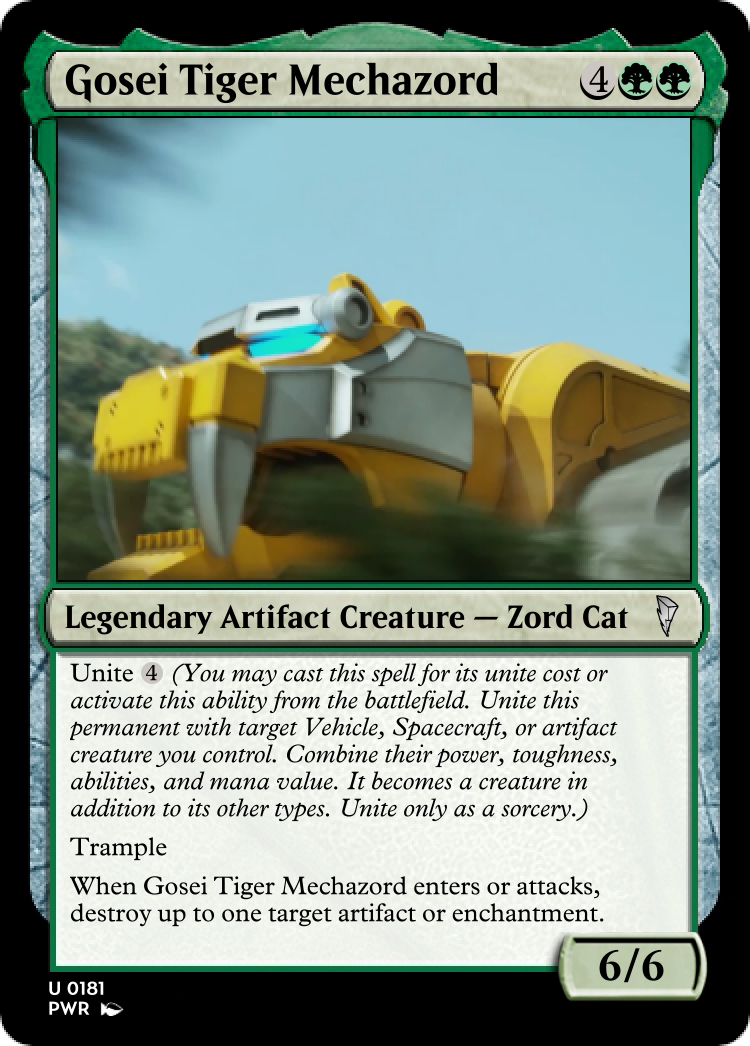 Gosei Tiger Mechazord 4
Legendary Artifact Creature — Zord Cat
Unite 4 (You may cast this spell for its unite cost or
activate this ability from the battlefield. Unite this
permanent with target Vehicle, Spacecraft, or artifact
creature you control. Combine their power, toughness,
abilities, and mana value. It becomes a creature in
addition to its other types. Unite only as a sorcery.)
Trample
When Gosei Tiger Mechazord enters or attacks,
destroy up to one target artifact or enchantment.
6/6
U 0181
PWR